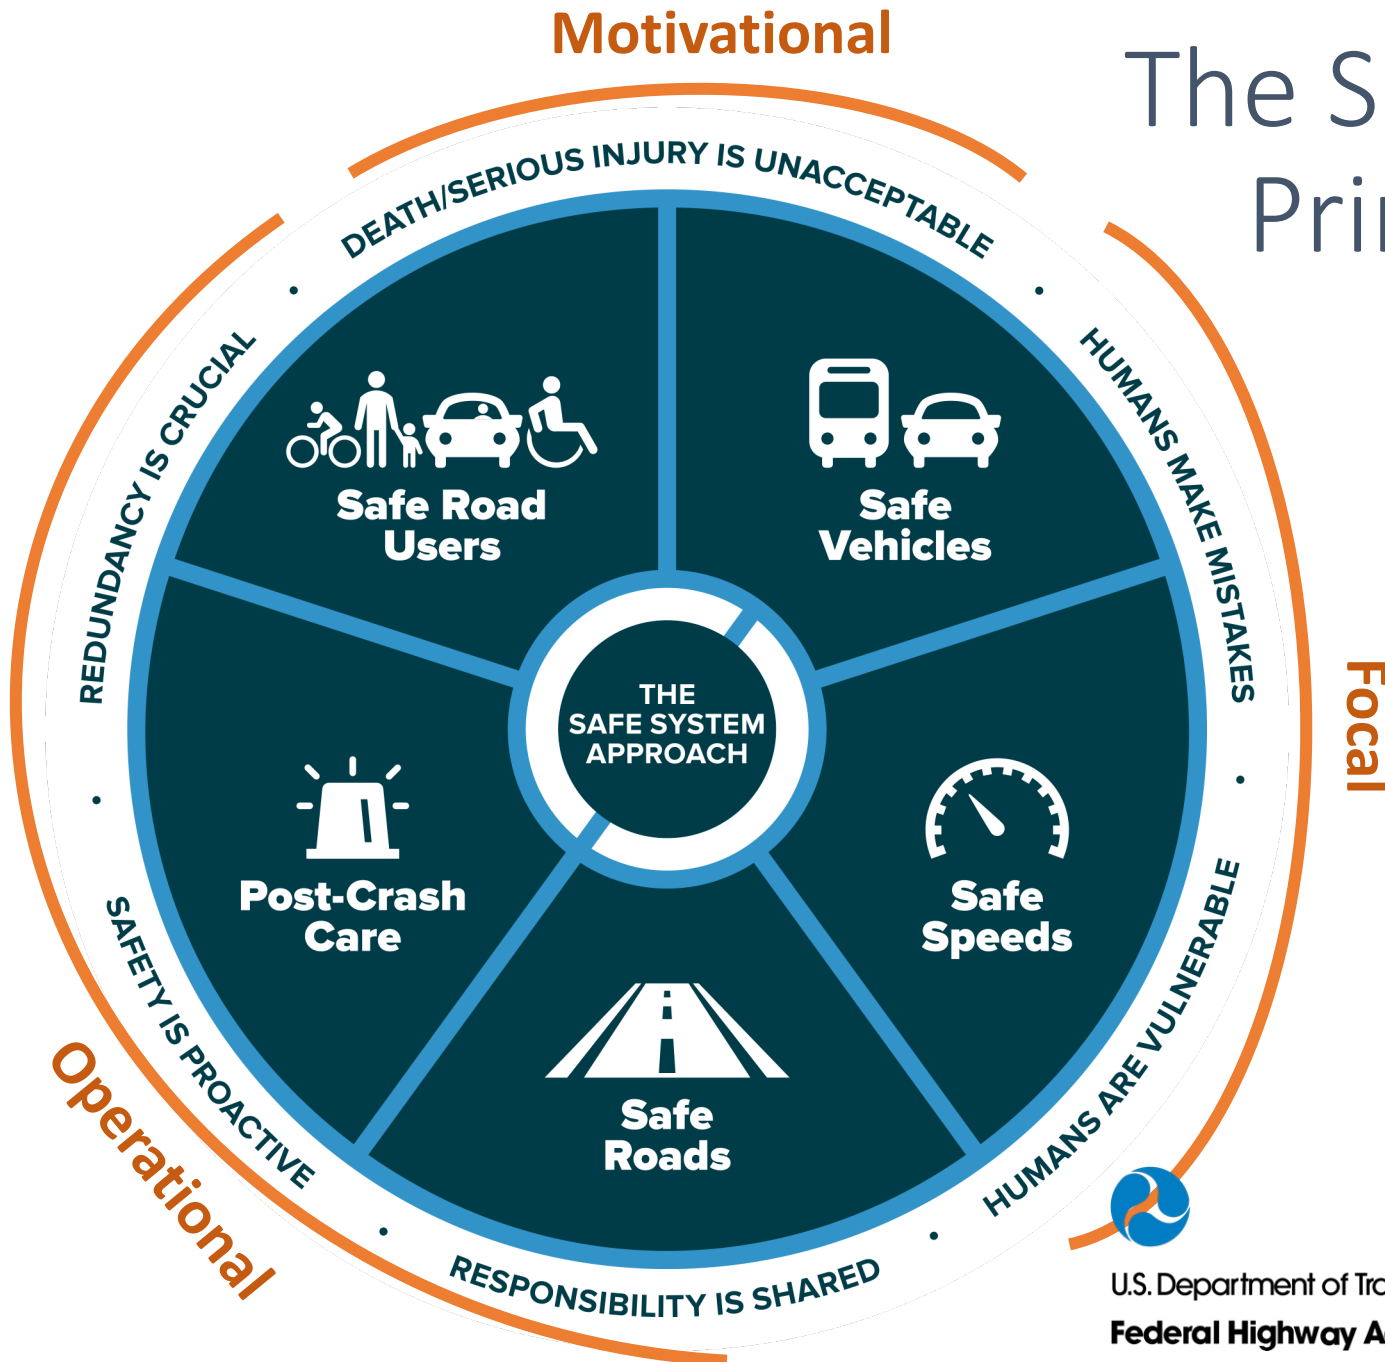 Motivational
The S
Pri
DEATH/SERIOUS INJURY IS UNACCEPTABLE
HUMANS MAKE MISTAKES
HUMANS ARE VULNERABLE
RESPONSIBILITY IS SHARED
SAFETY IS PROACTIVE
REDUNDANCY IS CRUCIAL
Safe Road
Users
Safe
Vehicles
THE
SAFE SYSTEM
APPROACH
Post-Crash
Care
Safe
Speeds
Safe
Roads
Focal
Operational
U.S. Department of Tra
Federal Highway A